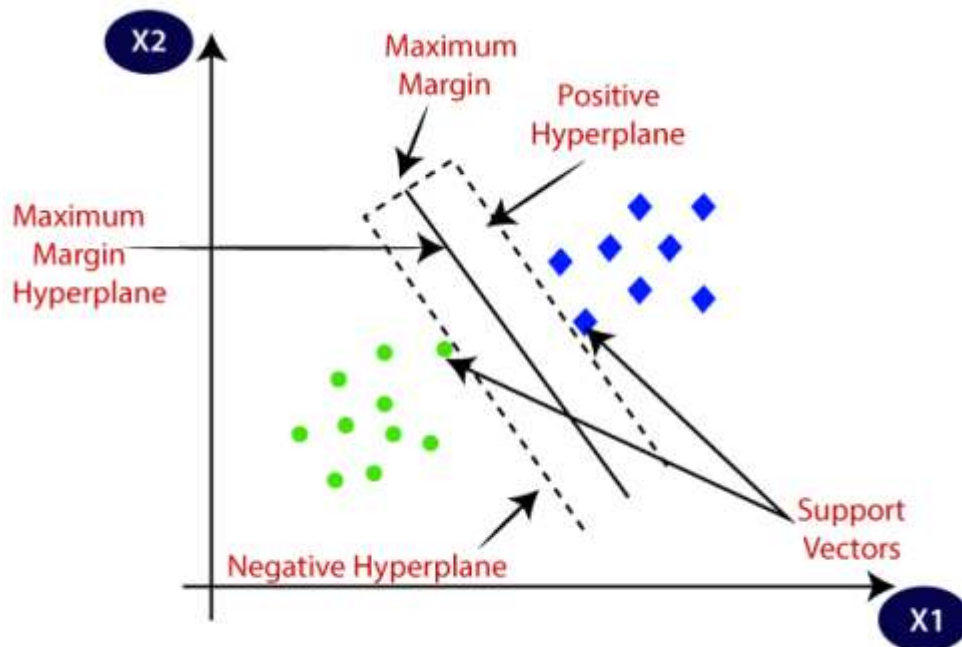 X2
Maximum
Margin
Positive
Hyperplane
Maximum
Margin
Hyperplane
Support
Vectors
Negative Hyperplane
X1